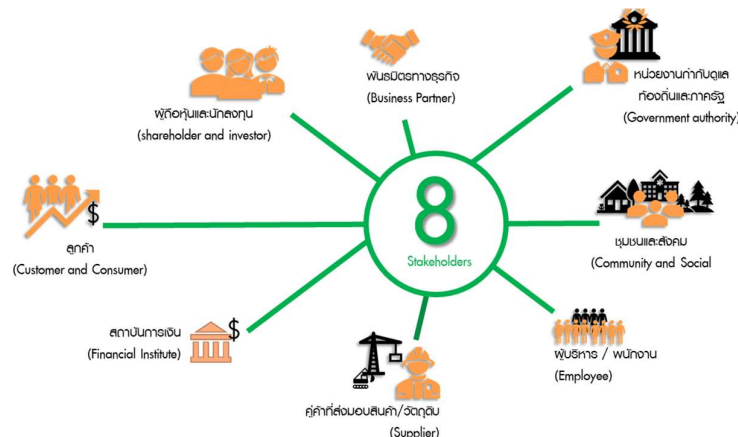 พันธมิตรทางธุรกิจ
(Business Partner)
หน่วยงานกำกับดูแล
ท้องถิ่นและภาครัฐ
(Government authority)
ผู้ถือหุ้นและนักลงทุน
(shareholder and investor)
8
Stakeholders
$
ลูกค้า
(Customer and Consumer)
ชุมชนและสังคม
(Community and Social
$
สถาบันการเงิน
(Financial Institute)
ผู้บริหาร / พนักงาน
(Employee)
คู่ค้าที่ส่งมอบสินค้า/วัตถุดิบ
(Supplier)